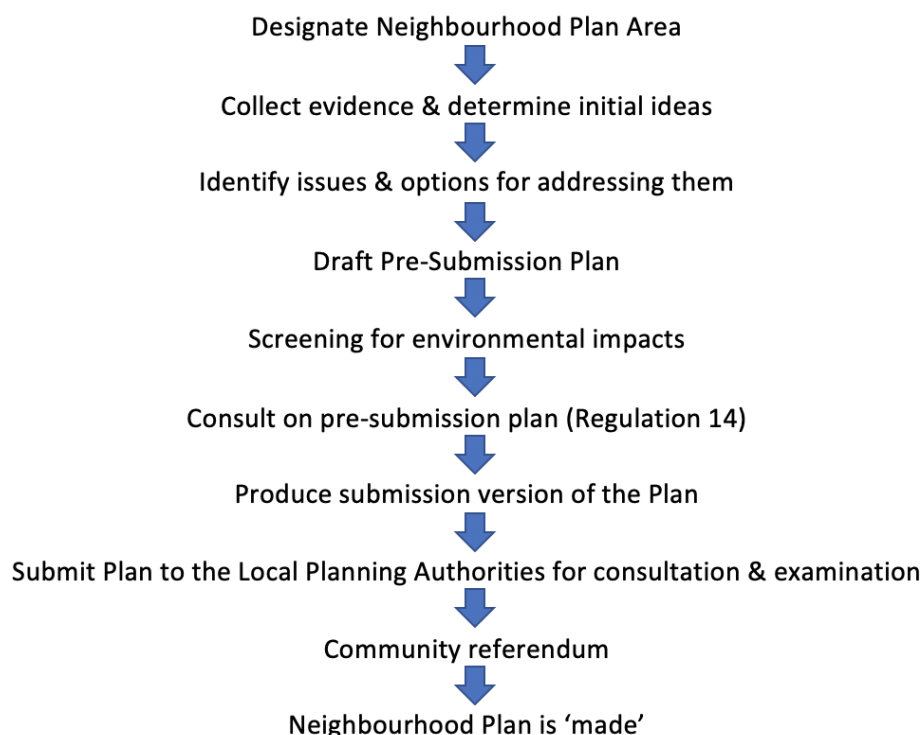 Designate Neighbourhood Plan Area
Collect evidence & determine initial ideas
Identify issues & options for addressing them
Draft Pre-Submission Plan
Screening for environmental impacts
Consult on pre-submission plan (Regulation 14)
Produce submission version of the Plan
Submit Plan to the Local Planning Authorities for consultation & examination
Community referendum
Neighbourhood Plan is ‘made’